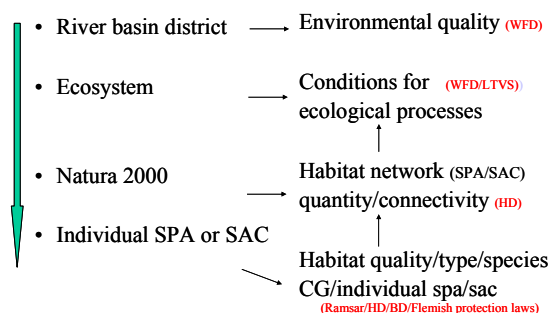 • River basin district
Environmental quality (WFD)
• Ecosystem
Conditions for (WFD/LTVS))
ecological processes
• Natura 2000
Habitat network (SPA/SAC)
quantity/connectivity (HD)
• Individual SPA or SAC
Habitat quality/type/species
CG/individual spa/sac
(Ramsar/HD/BD/Flemish protection laws)